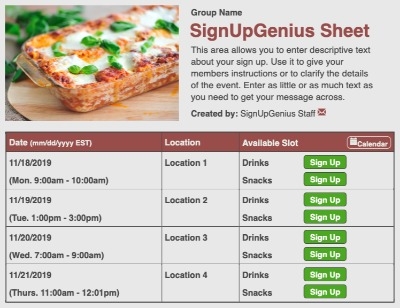 Group Name
SignUpGenius Sheet
This area allows you to enter descriptive text
about your sign up. Use it to give your
members instructions or to clarify the details
of the event. Enter as little or as much text as
you need to get your message across.
Created by: SignUpGenius Staff
Date (mm/dd/yyyy EST) Location Available Slot Calendar
11/18/2019 Location 1 Drinks Sign Up
(Mon. 9:00am - 10:00am) Snacks Sign Up
11/19/2019 Location 2 Drinks Sign Up
(Tue. 1:00pm - 3:00pm) Snacks Sign Up
11/20/2019 Location 3 Drinks Sign Up
(Wed. 7:00am - 9:00am) Snacks Sign Up
11/21/2019 Location 4 Drinks Sign Up
(Thurs. 11:00am - 12:01pm) Snacks Sign Up